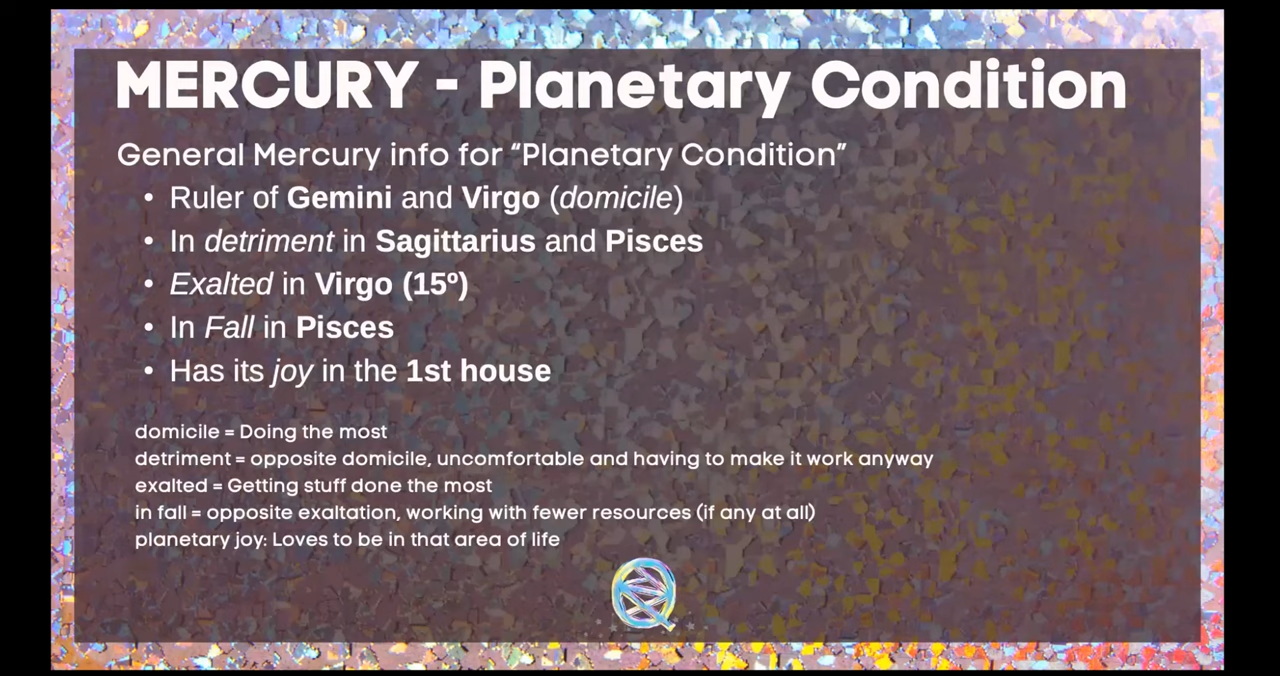 MERCURY - Planetary Condition
General Mercury info for “Planetary Condition”
• Ruler of Gemini and Virgo (domicile)
• In detriment in Sagittarius and Pisces
• Exalted in Virgo (15º)
• In Fall in Pisces
• Has its joy in the 1st house
domicile = Doing the most
detriment = opposite domicile, uncomfortable and having to make it work anyway
exalted = Getting stuff done the most
in fall = opposite exaltation, working with fewer resources (if any at all)
planetary joy: Loves to be in that area of life